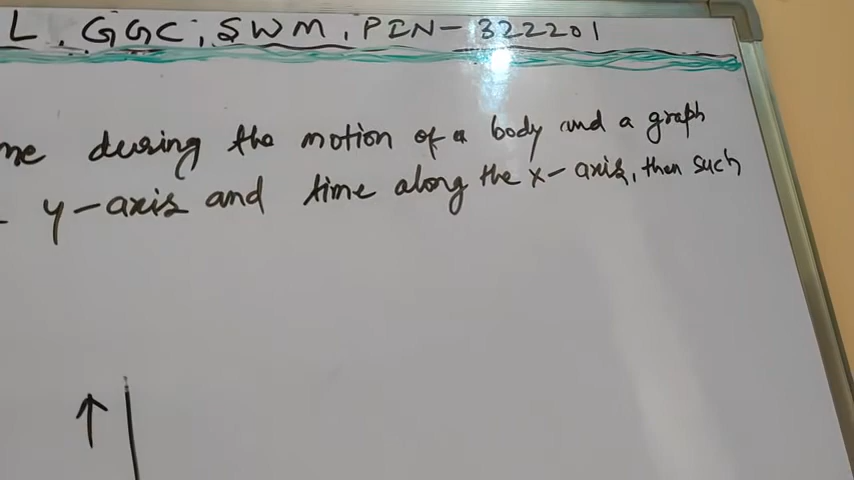 L, GGC, SWM, PIN- 322201
me during the motion of a body and a graph
y-axis and time along the x-axis, then such